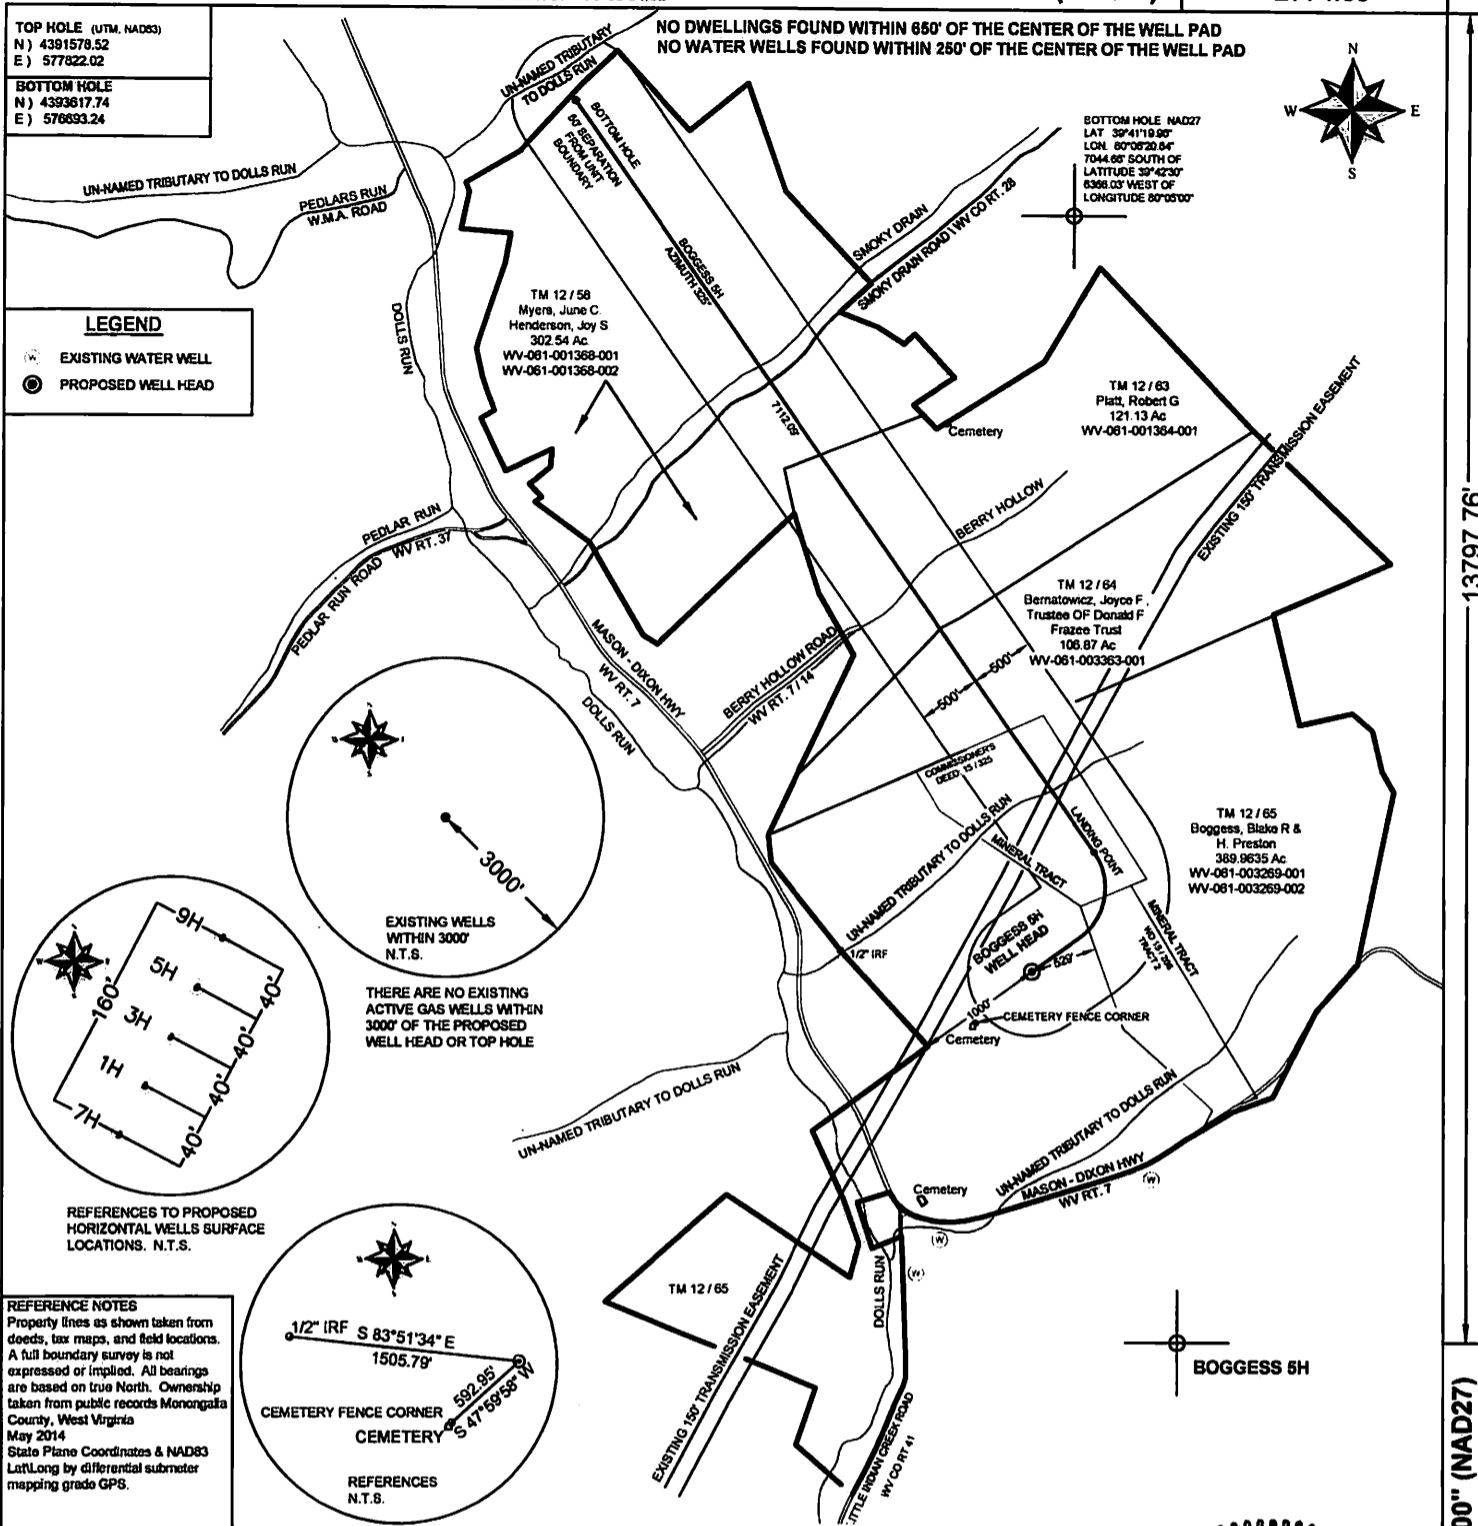 TOP HOLE (UTM, NAD83)
N ) 4391578.52
E ) 577822.02
BOTTOM HOLE
N ) 4393617.74
E ) 576693.24
NO DWELLINGS FOUND WITHIN 650' OF THE CENTER OF THE WELL PAD
NO WATER WELLS FOUND WITHIN 250' OF THE CENTER OF THE WELL PAD
N
W
E
S
BOTTOM HOLE NAD27
LAT 39°41'19.96"
LON. 80°06'20.84"
7044.66' SOUTH OF
LATITUDE 39°42'30"
6366.03' WEST OF
LONGITUDE 80°05'00"
UN-NAMED TRIBUTARY
TO DOLLS RUN
BOTTOM HOLE
50' SEPARATION
FROM UNIT
BOUNDARY
UN-NAMED TRIBUTARY TO DOLLS RUN
PEDLARS RUN
W.M.A. ROAD
SMOKY DRAIN
SMOKY DRAIN ROAD \ WV CO RT. 28
BOGGESS 5H
AZIMUTH 325°
LEGEND
W EXISTING WATER WELL
PROPOSED WELL HEAD
DOLLS RUN
TM 12 / 58
Myers, June C.
Henderson, Joy S
302.54 Ac.
WV-061-001368-001
WV-061-001368-002
7112.09'
TM 12 / 63
Platt, Robert G
121.13 Ac
WV-061-001364-001
Cemetery
EXISTING 150' TRANSMISSION EASEMENT
13797.76'
PEDLAR RUN
PEDLAR RUN ROAD WV RT. 37
BERRY HOLLOW
TM 12 / 64
Bernatowicz, Joyce F ,
Trustee OF Donald F
Frazee Trust
106.87 Ac
WV-061-003363-001
MASON - DIXON HWY
WV RT. 7
BERRY HOLLOW ROAD
WV RT. 7 / 14
500'
500'
DOLLS RUN
COMMISSIONER'S
DEED: 13 / 325
3000'
EXISTING WELLS
WITHIN 3000'
N.T.S.
THERE ARE NO EXISTING
ACTIVE GAS WELLS WITHIN
3000' OF THE PROPOSED
WELL HEAD OR TOP HOLE
LANDING POINT
UN-NAMED TRIBUTARY TO DOLLS RUN
MINERAL TRACT
TM 12 / 65
Boggess, Blake R &
H. Preston
389.9635 Ac
WV-061-003269-001
WV-061-003269-002
MINERAL TRACT
TRACT 2
1/2" IRF
BOGGESS 5H
WELL HEAD
529'
1000'
CEMETERY FENCE CORNER
Cemetery
9H
5H
3H
1H
7H
160'
40'
40'
40'
40'
REFERENCES TO PROPOSED
HORIZONTAL WELLS SURFACE
LOCATIONS. N.T.S.
UN-NAMED TRIBUTARY TO DOLLS RUN
UN-NAMED TRIBUTARY TO DOLLS RUN
MASON - DIXON HWY
WV RT. 7
W
Cemetery
W
W
TM 12 / 65
DOLLS RUN
EXISTING 150' TRANSMISSION EASEMENT
LITTLE INDIAN CREEK ROAD
WV CO RT 41
REFERENCE NOTES
Property lines as shown taken from
deeds, tax maps, and field locations.
A full boundary survey is not
expressed or implied. All bearings
are based on true North. Ownership
taken from public records Monongalia
County, West Virginia
May 2014
State Plane Coordinates & NAD83
Lat\Long by differential submeter
mapping grade GPS.
1/2" IRF S 83°51'34" E
1505.79'
592.95'
S 47°59'58" W
CEMETERY FENCE CORNER
CEMETERY
REFERENCES
N.T.S.
BOGGESS 5H
00" (NAD27)